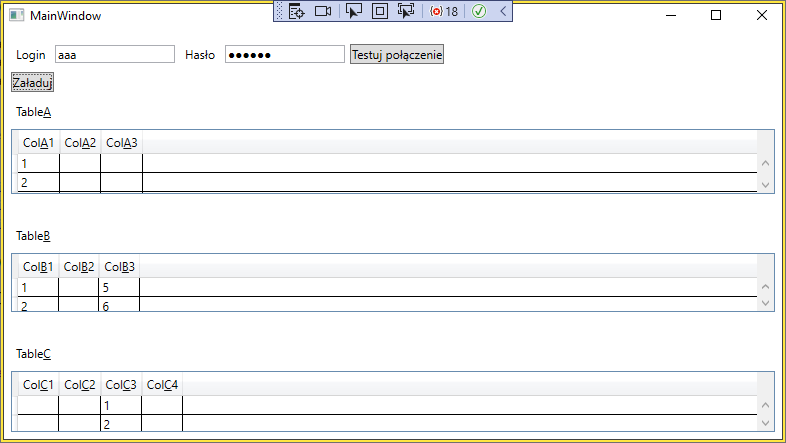 MainWindow
18
Login aaa Hasło ●●●●●● Testuj połączenie
Załaduj
TableA
ColA1 ColA2 ColA3
1
2
TableB
ColB1 ColB2 ColB3
1 5
2 6
TableC
ColC1 ColC2 ColC3 ColC4
1
2